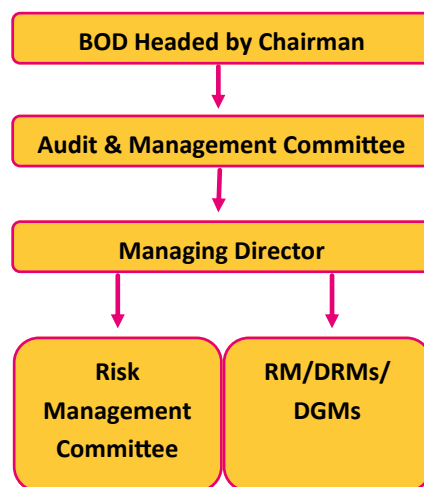 BOD Headed by Chairman
Audit & Management Committee
Managing Director
Risk
Management
Committee
RM/DRMs/
DGMs